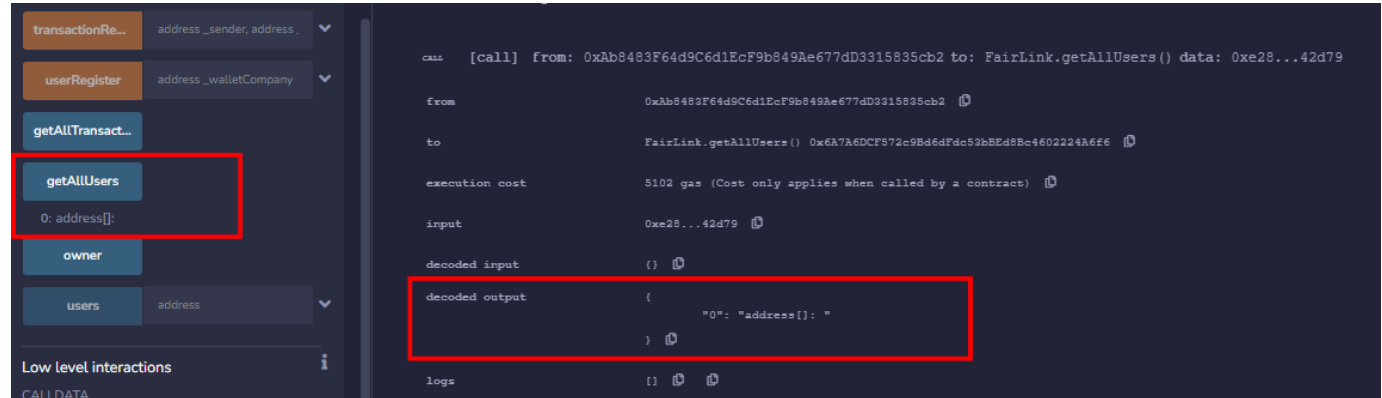 transactionRe... address _sender, address _
userRegister address _walletCompany
getAllTransact...
getAllUsers
0: address[]:
owner
users address
Low level interactions
i
CALLDATA
CALL [call] from: 0xAb8483F64d9C6d1EcF9b849Ae677dD3315835cb2 to: FairLink.getAllUsers() data: 0xe28...42d79
from 0xAb8483F64d9C6d1EcF9b849Ae677dD3315835cb2
to FairLink.getAllUsers() 0x6A7A6DCF572c9Bd6dFdc53bBEd8Bc4602224A6f6
execution cost 5102 gas (Cost only applies when called by a contract)
input 0xe28...42d79
decoded input {}
decoded output {
"0": "address[]: "
}
logs []